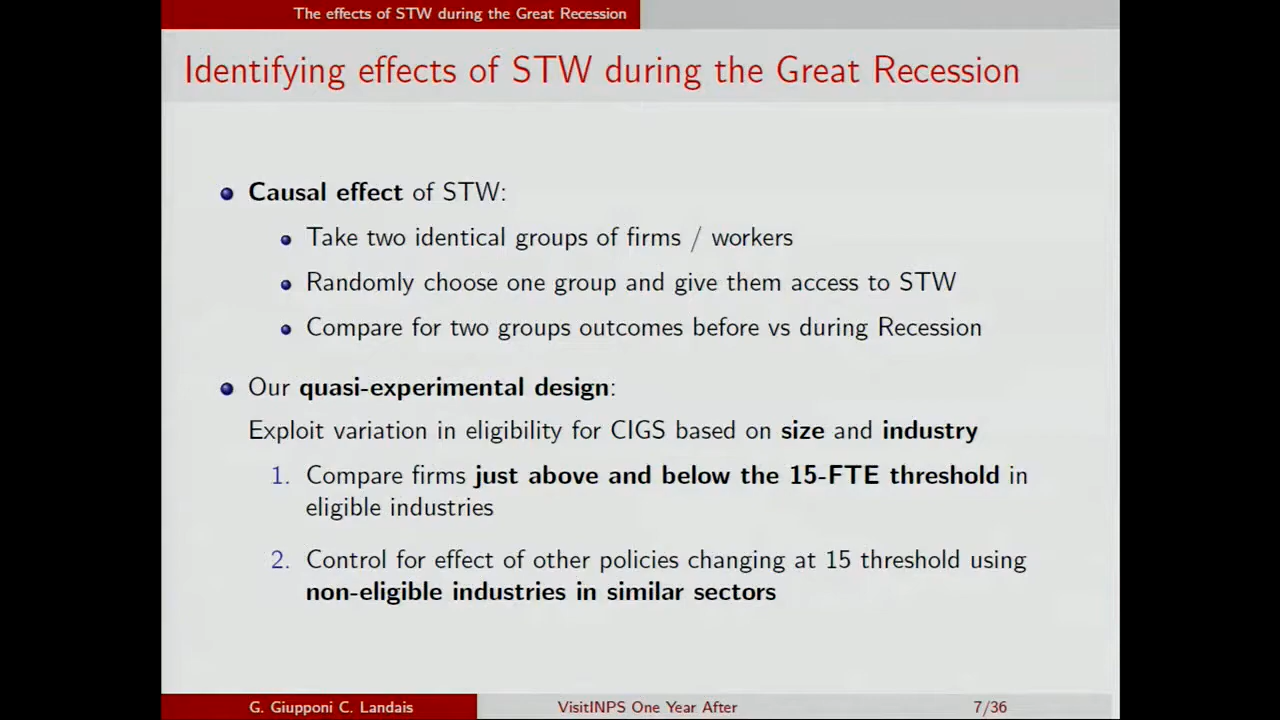 The effects of STW during the Great Recession
Identifying effects of STW during the Great Recession
Causal effect of STW:
Take two identical groups of firms / workers
Randomly choose one group and give them access to STW
Compare for two groups outcomes before vs during Recession
Our quasi-experimental design:
Exploit variation in eligibility for CIGS based on size and industry
1. Compare firms just above and below the 15-FTE threshold in
eligible industries
2. Control for effect of other policies changing at 15 threshold using
non-eligible industries in similar sectors
G. Giupponi C. Landais VisitINPS One Year After 7/36